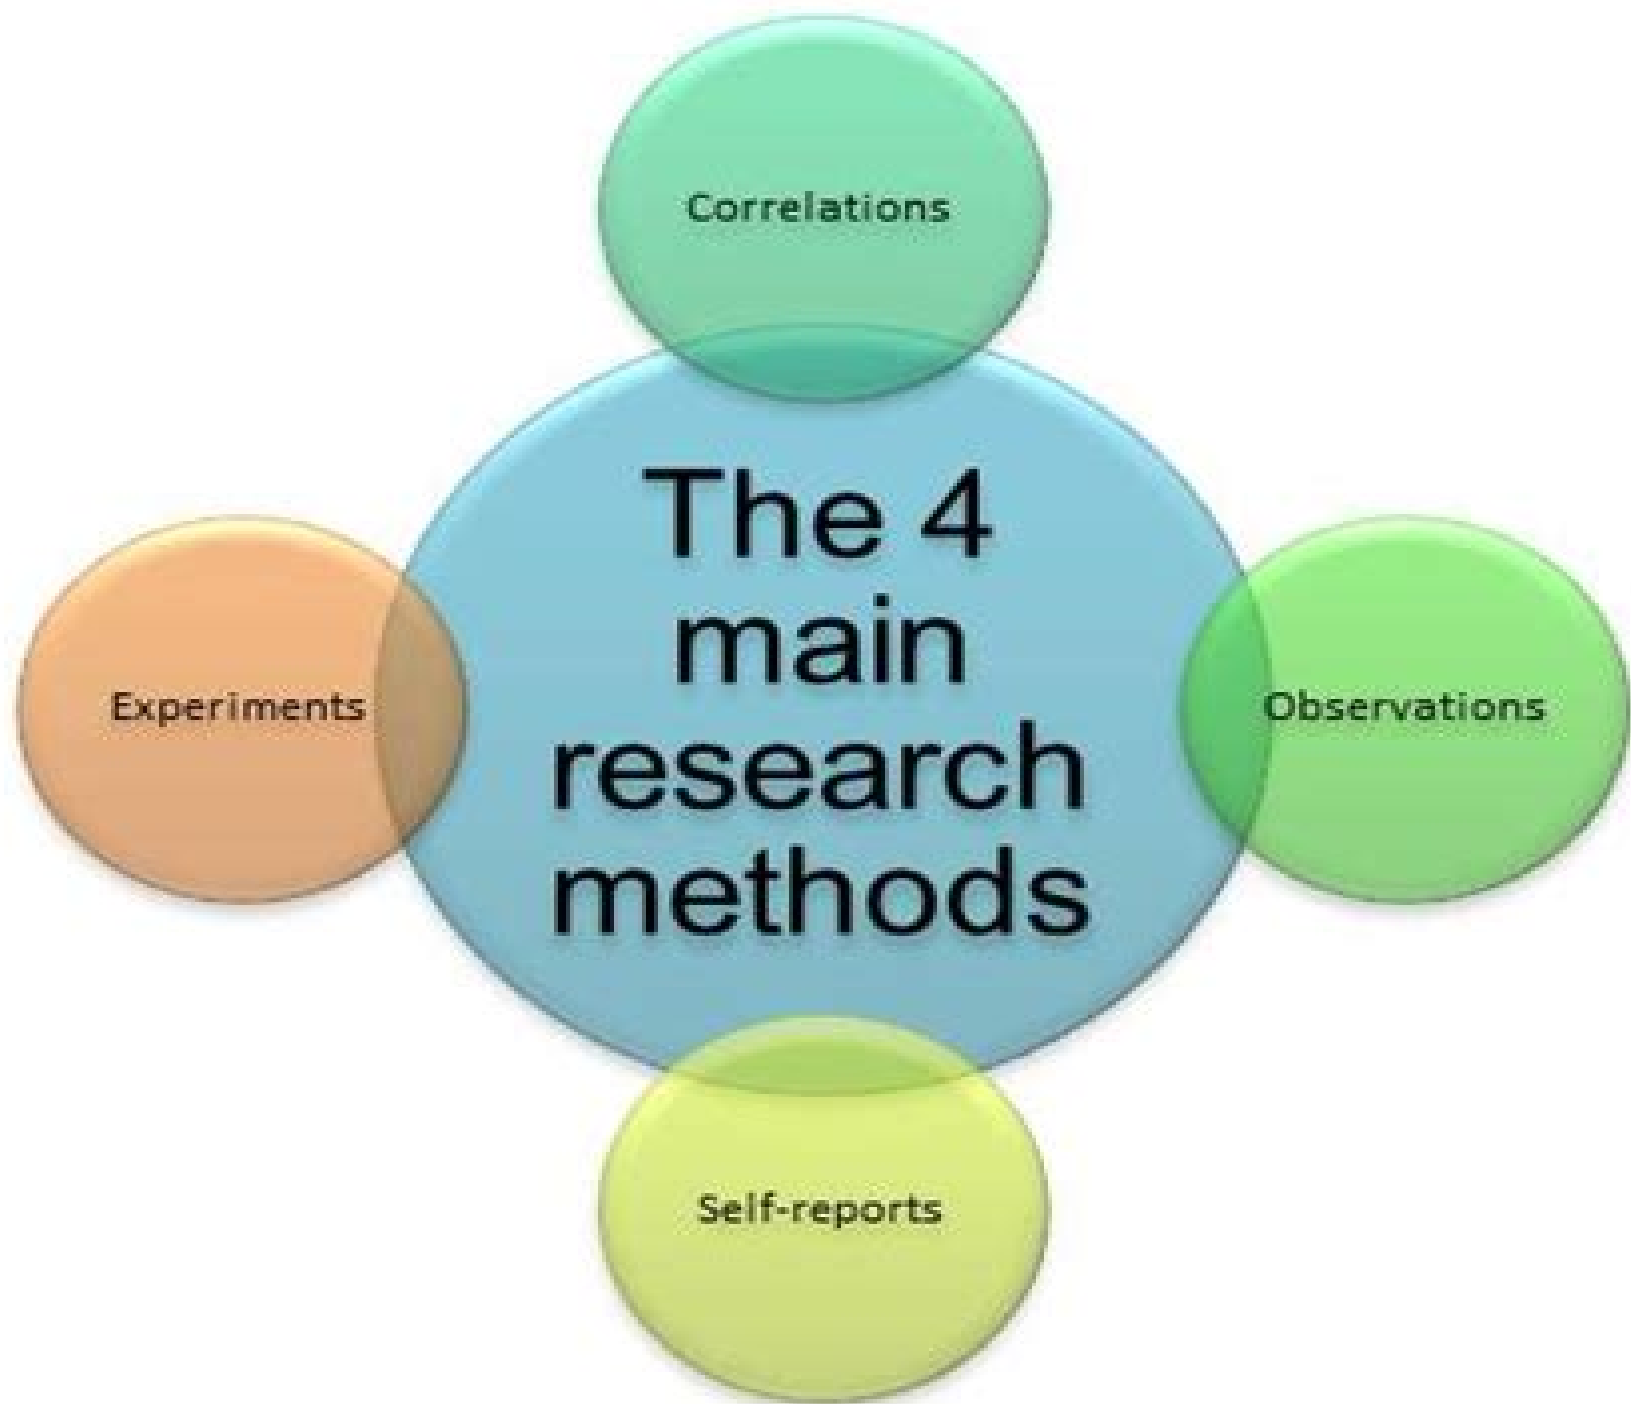 Correlations
The 4
main
research
methods
Experiments
Observations
Self-reports